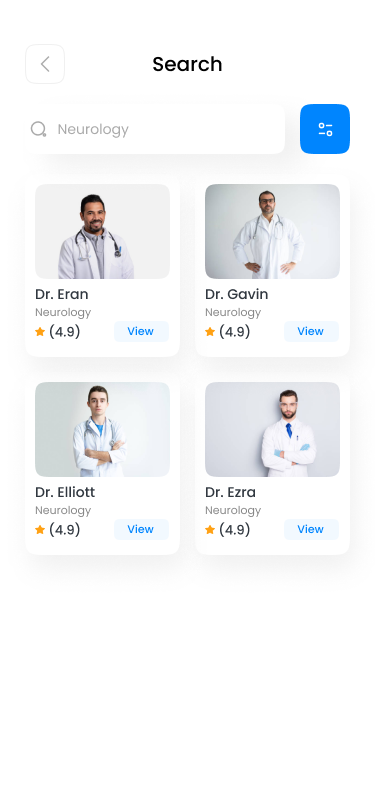 Search
Neurology
Dr. Eran
Neurology
(4.9)
View
Dr. Gavin
Neurology
(4.9)
View
Dr. Elliott
Neurology
(4.9)
View
Dr. Ezra
Neurology
(4.9)
View